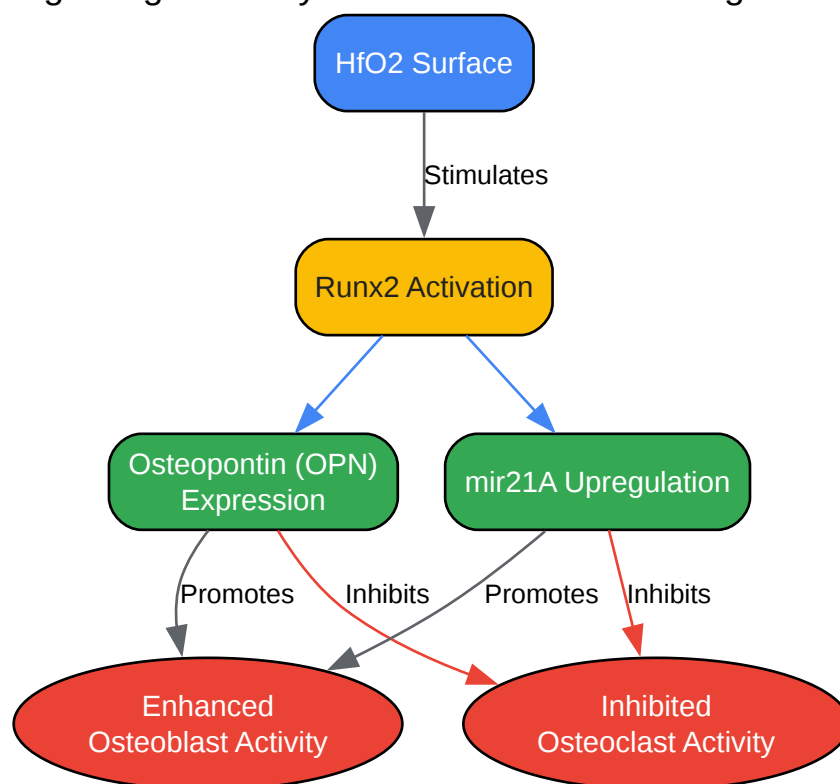 HfO2 Surface
Stimulates
Runx2 Activation
Osteopontin (OPN)
Expression
mir21A Upregulation
Promotes
Inhibits
Promotes
Inhibits
Enhanced
Osteoblast Activity
Inhibited
Osteoclast Activity